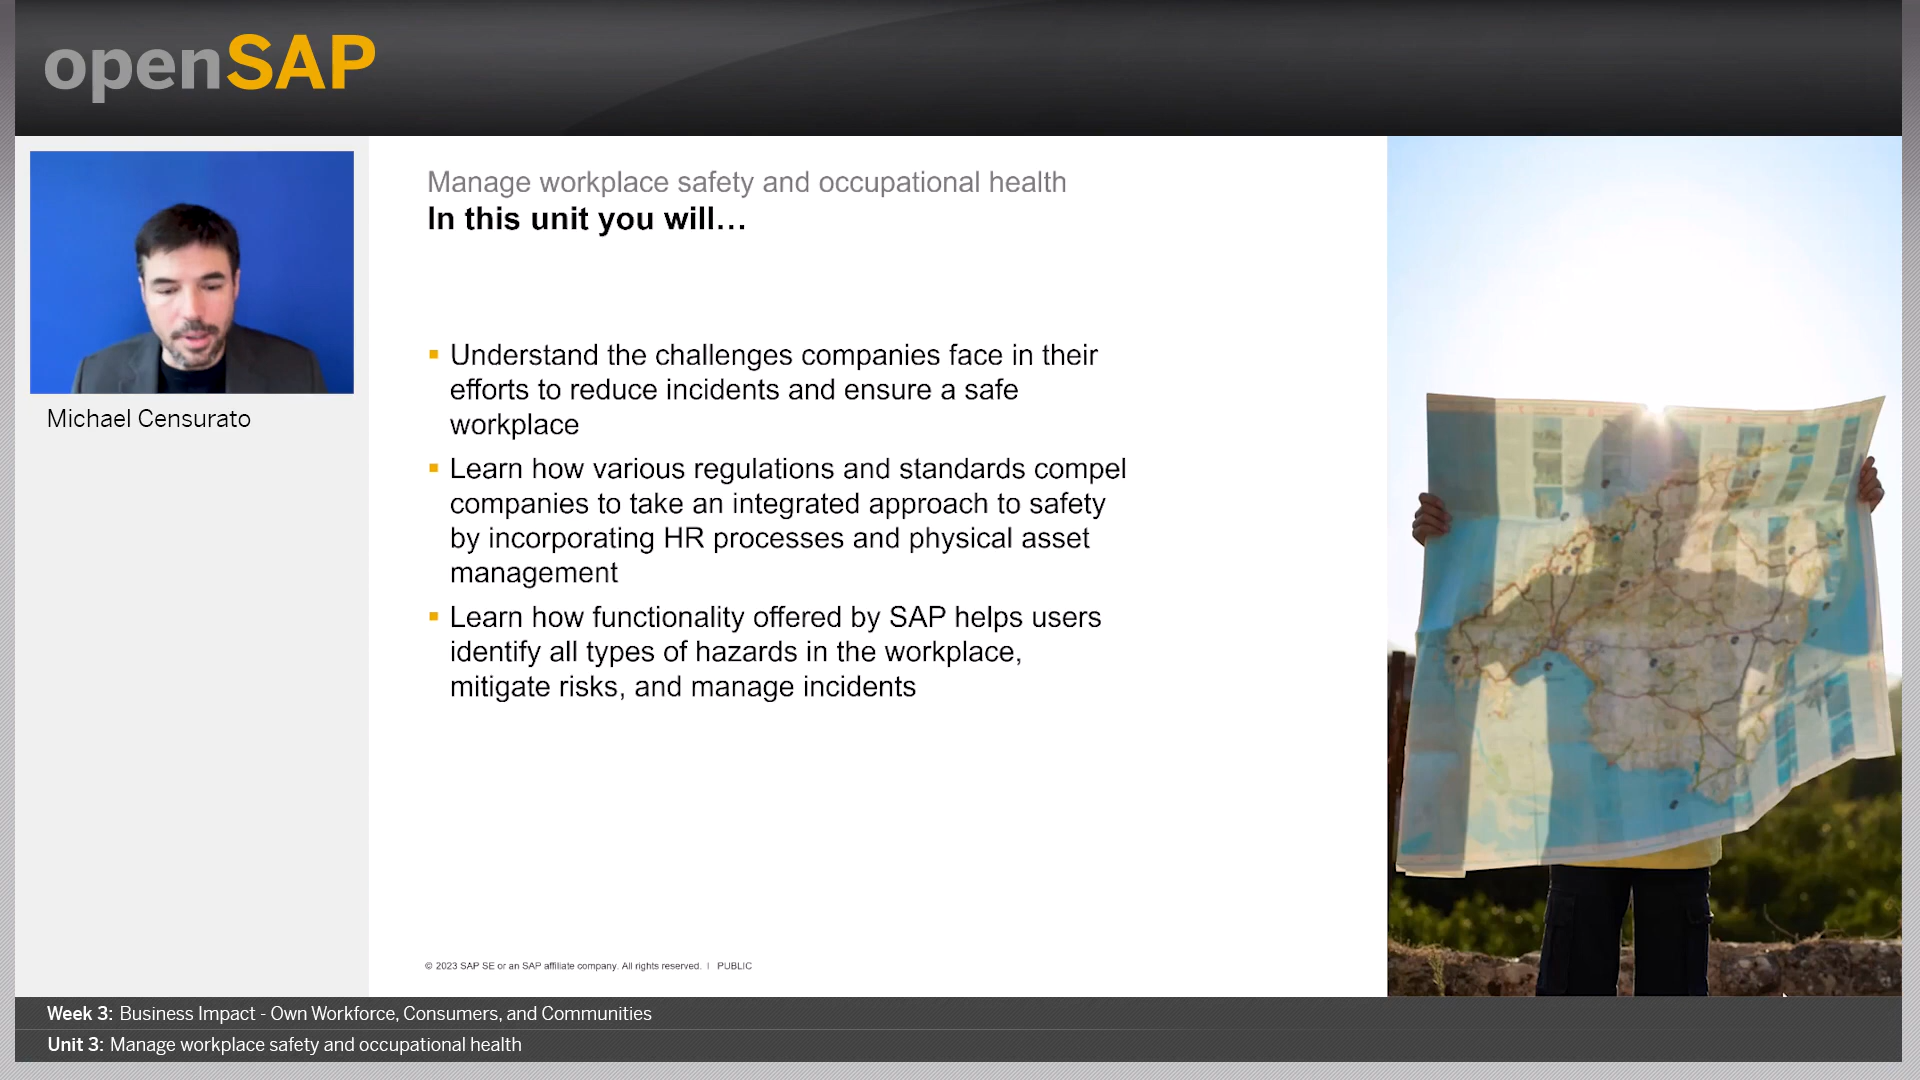 openSAP
Michael Censurato
Manage workplace safety and occupational health
In this unit you will…
▪ Understand the challenges companies face in their
efforts to reduce incidents and ensure a safe
workplace
▪ Learn how various regulations and standards compel
companies to take an integrated approach to safety
by incorporating HR processes and physical asset
management
▪ Learn how functionality offered by SAP helps users
identify all types of hazards in the workplace,
mitigate risks, and manage incidents
© 2023 SAP SE or an SAP affiliate company. All rights reserved. | PUBLIC
Week 3: Business Impact - Own Workforce, Consumers, and Communities
Unit 3: Manage workplace safety and occupational health